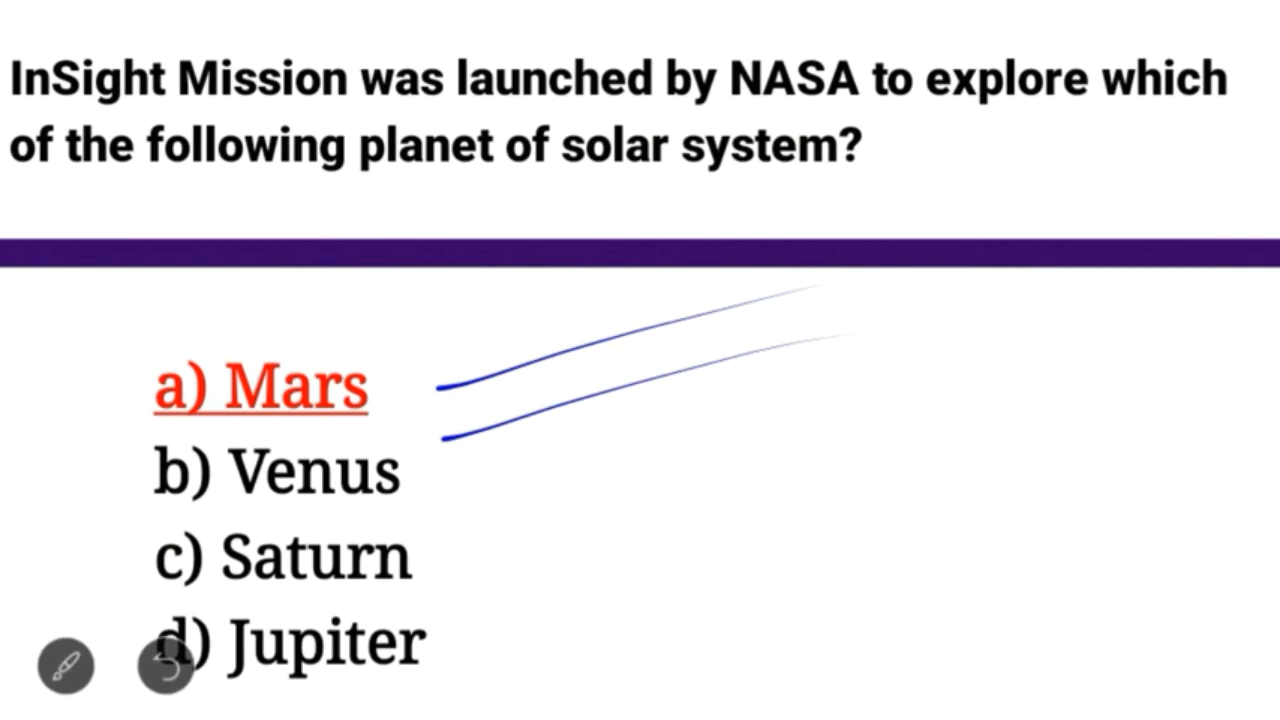 InSight Mission was launched by NASA to explore which
of the following planet of solar system?
a) Mars
b) Venus
c) Saturn
d) Jupiter